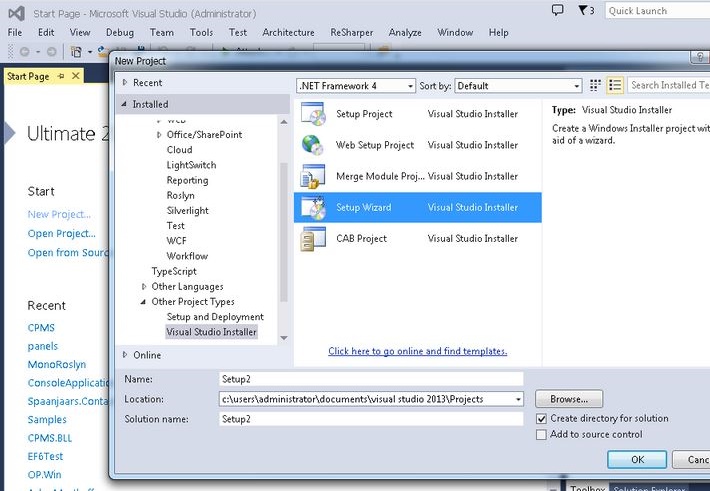 Start Page - Microsoft Visual Studio (Administrator)
3
Quick Launch
File Edit View Debug Team Tools Test Architecture ReSharper Analyze Window Help
Start Page
New Project
Recent
.NET Framework 4
Sort by: Default
Search Installed Te
Installed
Office/SharePoint
Cloud
LightSwitch
Reporting
Roslyn
Silverlight
Test
WCF
Workflow
TypeScript
Other Languages
Other Project Types
Setup and Deployment
Visual Studio Installer
Online
Setup Project Visual Studio Installer
Web Setup Project Visual Studio Installer
Merge Module Proj... Visual Studio Installer
Setup Wizard Visual Studio Installer
CAB Project Visual Studio Installer
Click here to go online and find templates.
Type: Visual Studio Installer
Create a Windows Installer project with
aid of a wizard.
Name: Setup2
Location: c:\users\administrator\documents\visual studio 2013\Projects
Browse...
Solution name: Setup2
Create directory for solution
Add to source control
OK
Canc
Ultimate 2
Start
New Project...
Open Project...
Open from Sourc
Recent
CPMS
panels
MonoRoslyn
ConsoleApplicatio
Spaanjaars.Conta
Samples
CPMS.BLL
EF6Test
OP.Win
Toolbox Solution Explorer